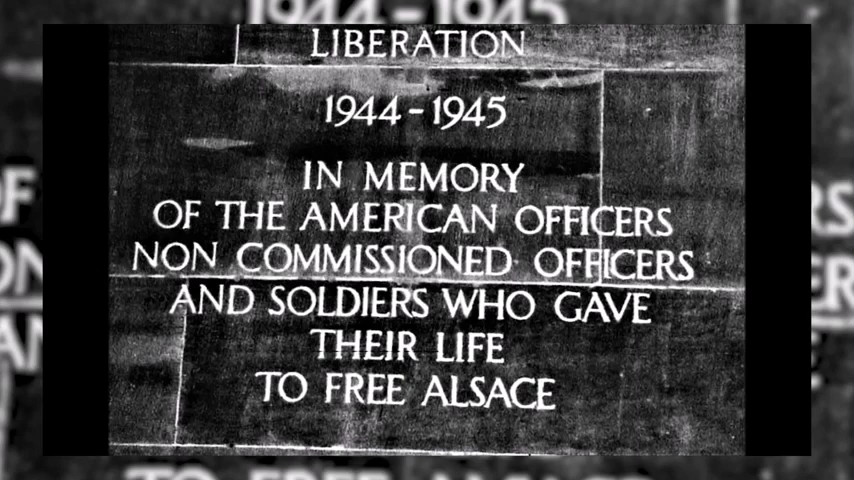 LIBERATION
1944-1945
IN MEMORY
OF THE AMERICAN OFFICERS
NON COMMISSIONED OFFICERS
AND SOLDIERS WHO GAVE
THEIR LIFE
TO FREE ALSACE